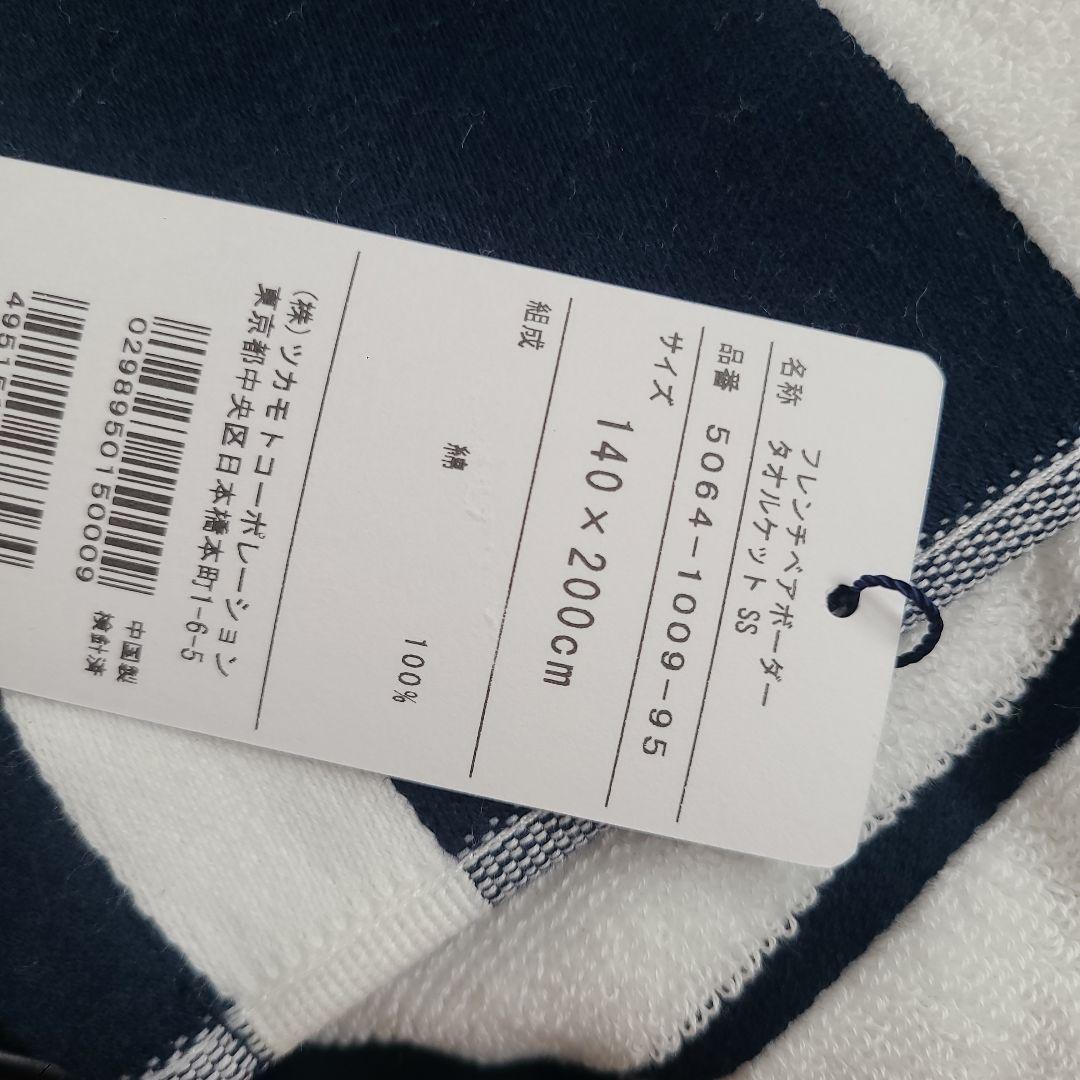 名称 フレンチベアボーダー
タオルケット SS
品番 5064-1009-95
サイズ
140×200cm
組成
綿 100%
(株)ツカモトコーポレーション
東京都中央区日本橋本町1-6-5
0298950150009
中国製
検針済